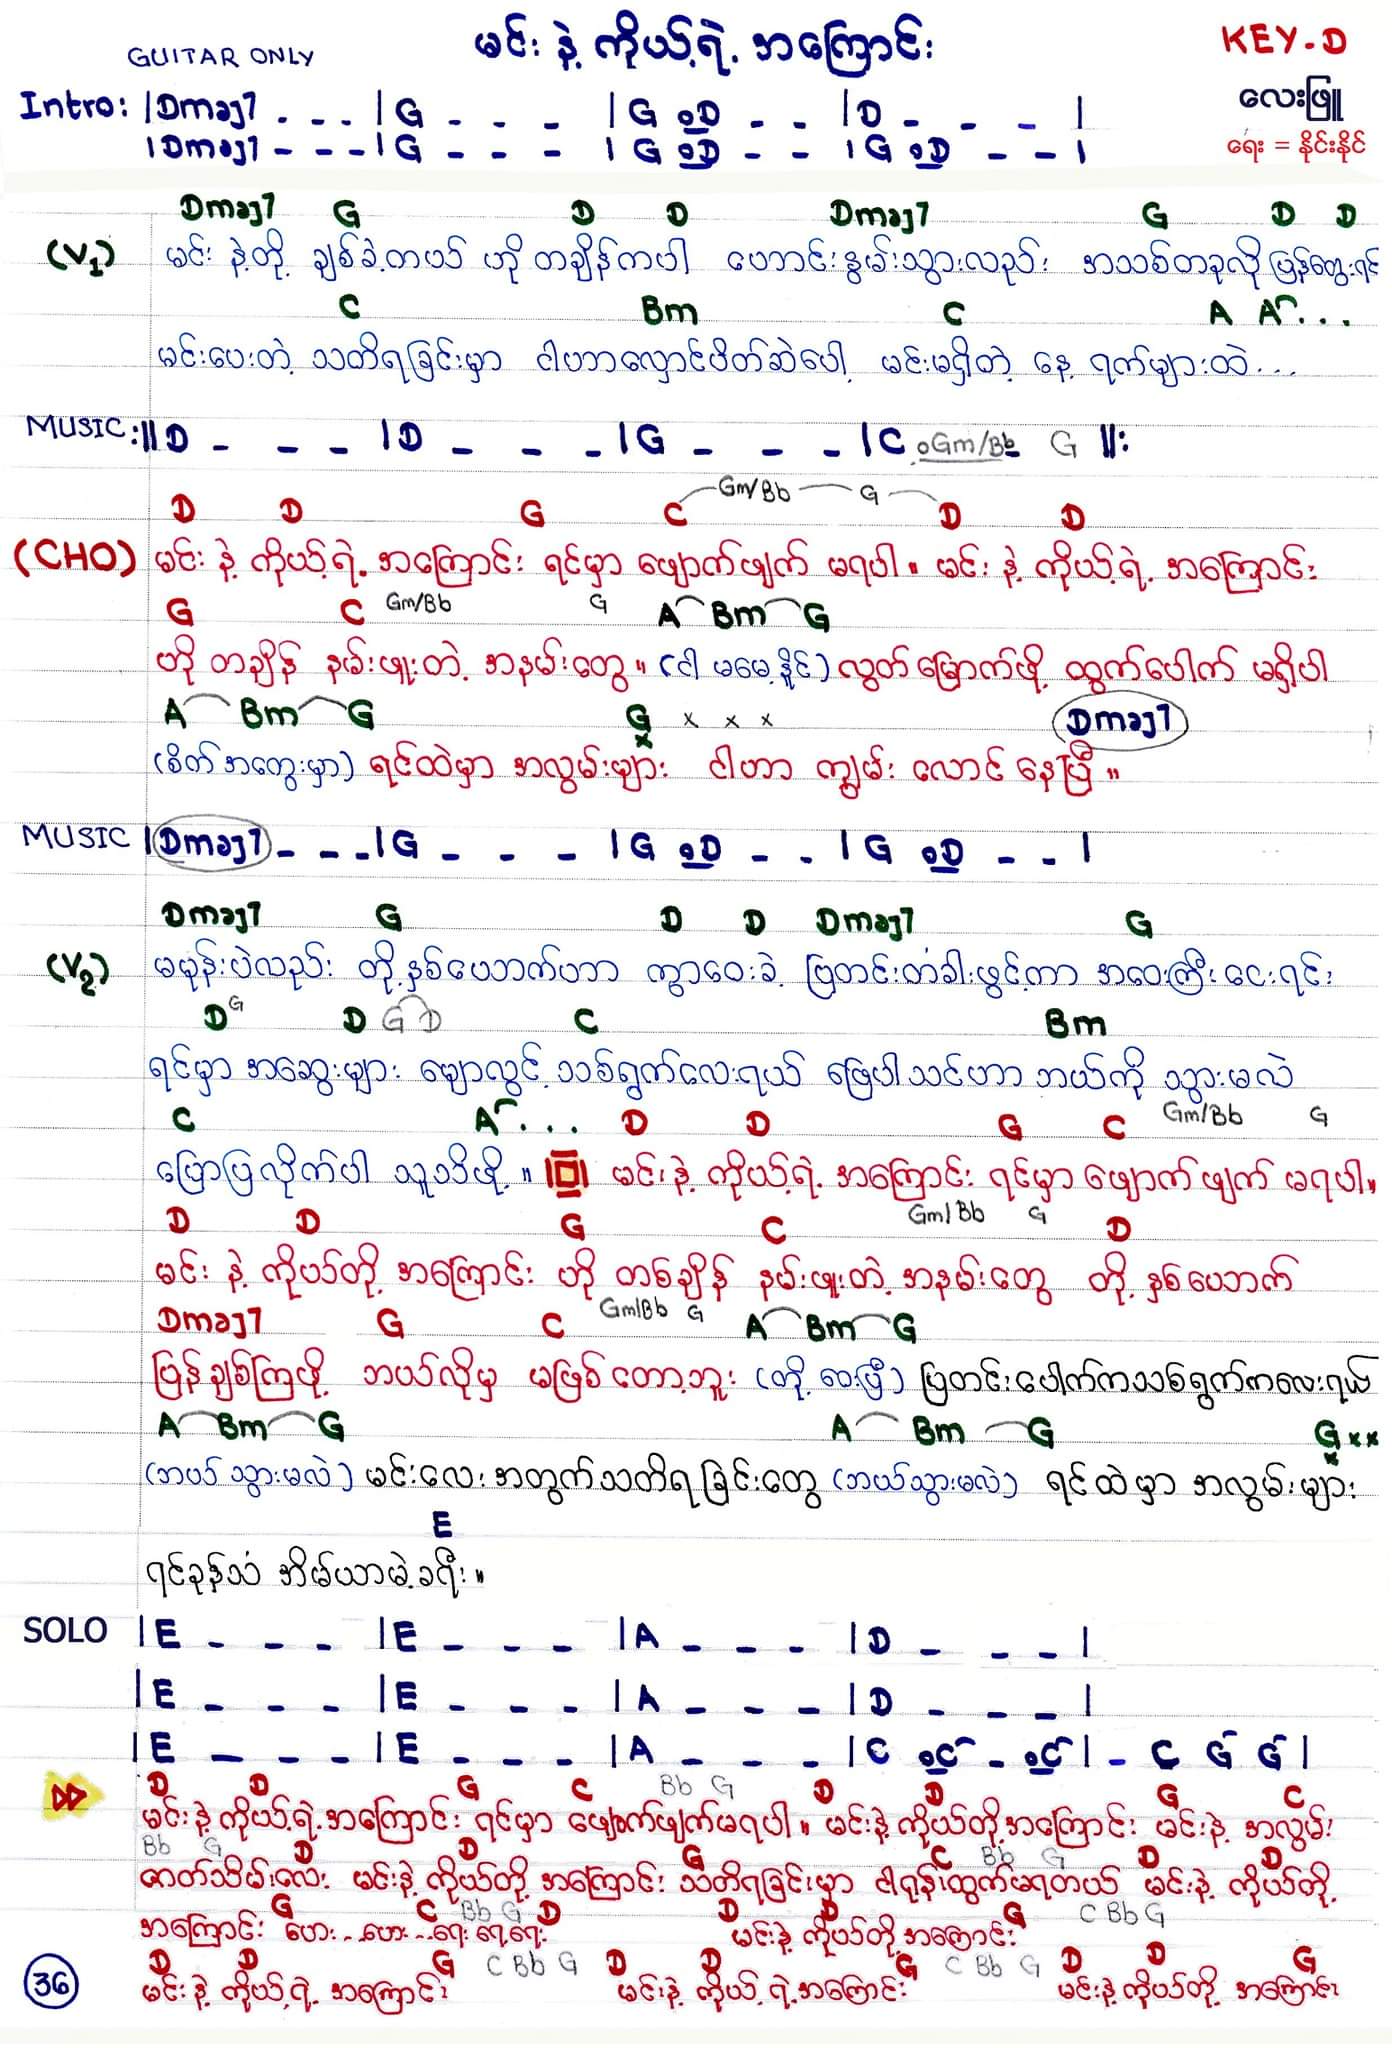 GUITAR ONLY မင်း နဲ့ ကိုယ့်ရဲ့ အကြောင်း KEY-D
Intro: |Dmaj7 - - - |G - - - |G oD - - |D - - - |
လေးဖြူ
|Dmaj7 - - - |G - - - |G oD - - |G oD - - |
ရေး = နိုင်းနိုင်
Dmaj7 G D D Dmaj7 G D D
(V1) မင်း နဲ့တို့ ချစ်ခဲ့တယ် ဟို တချိန်ကပါ ဟောင်းနွမ်းသွားလည်း အသစ်တခုလို ပြန်တွေးရင်
C Bm C A A...
မင်းပေးတဲ့ သတိရခြင်းမှာ ငါဟာလှောင်ပိတ်ဆဲပေါ့ မင်းမရှိတဲ့ နေ့ ရက်များထဲ...
MUSIC :||D - - - |D - - - |G - - - |C oGm/Bb G ||:
D D G C Gm/Bb G D D
(CHO) မင်း နဲ့ ကိုယ့်ရဲ့ အကြောင်း ရင်မှာ ဖျောက်ဖျက် မရပါ။ မင်း နဲ့ ကိုယ့်ရဲ့ အကြောင်း
G C Gm/Bb G A Bm G
ဟို တချိန် နမ်းဖူးတဲ့ အနမ်းတွေ။ (ငါ မမေ့နိုင်) လွတ်မြောက်ဖို့ ထွက်ပေါက် မရှိပါ
A Bm G G x x x Dmaj7
(စိတ်အတွေးမှာ) ရင်ထဲမှာ အလွမ်းများ ငါဟာ ကျွမ်း လောင် နေပြီ။
MUSIC |Dmaj7 - - - |G - - - |G oD - - |G oD - - |
Dmaj7 G D D Dmaj7 G
(V2) မမုန်းပဲလည်း တို့နှစ်ယောက်ဟာ ကွာဝေးခဲ့ ပြတင်းတံခါးဖွင့်ကာ အဝေးကြီးငေးရင်း
D G D G D C Bm
ရင်မှာ အဆွေးများ မျောလွင့် သစ်ရွက်လေးရယ် ဖြေပါသင်ဟာ ဘယ်ကို သွားမလဲ
C A... D D G C Gm/Bb G
ပြောပြလိုက်ပါ သူသိဖို့။ မင်းနဲ့ ကိုယ့်ရဲ့ အကြောင်း ရင်မှာ ဖျောက်ဖျက် မရပါ။
D D G C Gm/Bb G D
မင်း နဲ့ ကိုယ်တို့ အကြောင်း ဟို တစ်ချိန် နမ်းဖူးတဲ့ အနမ်းတွေ တို့ နှစ်ယောက်
Dmaj7 G C Gm/Bb G A Bm G
ပြန်ချစ်ကြဖို့ ဘယ်လိုမှ မဖြစ်တော့ဘူး (တို့ ဝေးပြီ) ပြတင်းပေါက်ကသစ်ရွက်ကလေးရယ်
A Bm G A Bm G G x x
(ဘယ် သွားမလဲ) မင်းလေးအတွက်သတိရခြင်းတွေ (ဘယ်သွားမလဲ) ရင်ထဲမှာ အလွမ်းများ
E
ရင်ခုန်သံ အိမ်ယာမဲ့ခရီး။
SOLO |E - - - |E - - - |A - - - |D - - - |
|E - - - |E - - - |A - - - |D - - - |
|E - - - |E - - - |A - - - |C oC - oC | - C G G |
D D G C Bb G D D G C
မင်းနဲ့ ကိုယ့်ရဲ့ အကြောင်း ရင်မှာ ဖျောက်ဖျက်မရပါ။ မင်းနဲ့ ကိုယ်တို့အကြောင်း မင်းနဲ့ အလွမ်း
Bb G D D G C Bb G D D
ဇာတ်သိမ်းလေး မင်းနဲ့ ကိုယ်တို့ အကြောင်း သတိရခြင်းမှာ ငါရုန်းထွက်မရတယ် မင်းနဲ့ ကိုယ်တို့
G C Bb G D D D G C Bb G
အကြောင်း ဟေး...ဟေး...ရေး ရေ့ရေး မင်းနဲ့ ကိုယ်တို့အကြောင်း
D D G C Bb G D D G C Bb G D D G
36 မင်းနဲ့ ကိုယ့်ရဲ့ အကြောင်း မင်းနဲ့ ကိုယ့်ရဲ့အကြောင်း မင်းနဲ့ ကိုယ်တို့ အကြောင်း